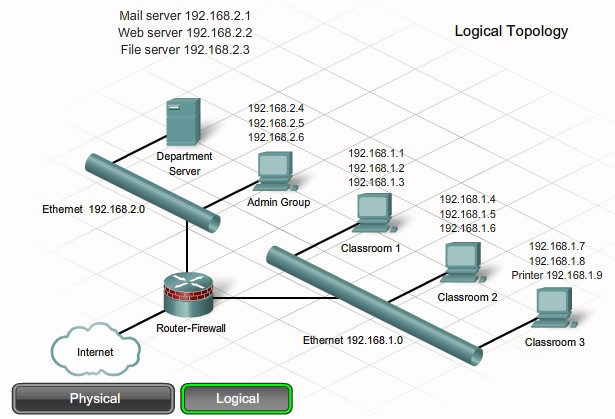 Mail server 192.168.2.1
Web server 192.168.2.2
File server 192.168.2.3
Logical Topology
192.168.2.4
192.168.2.5
192.168.2.6
Department
Server
Admin Group
Ethernet 192.168.2.0
192.168.1.1
192.168.1.2
192.168.1.3
Classroom 1
192.168.1.4
192.168.1.5
192.168.1.6
Classroom 2
192.168.1.7
192.168.1.8
Printer 192.168.1.9
Classroom 3
Router-Firewall
Ethernet 192.168.1.0
Internet
Physical
Logical